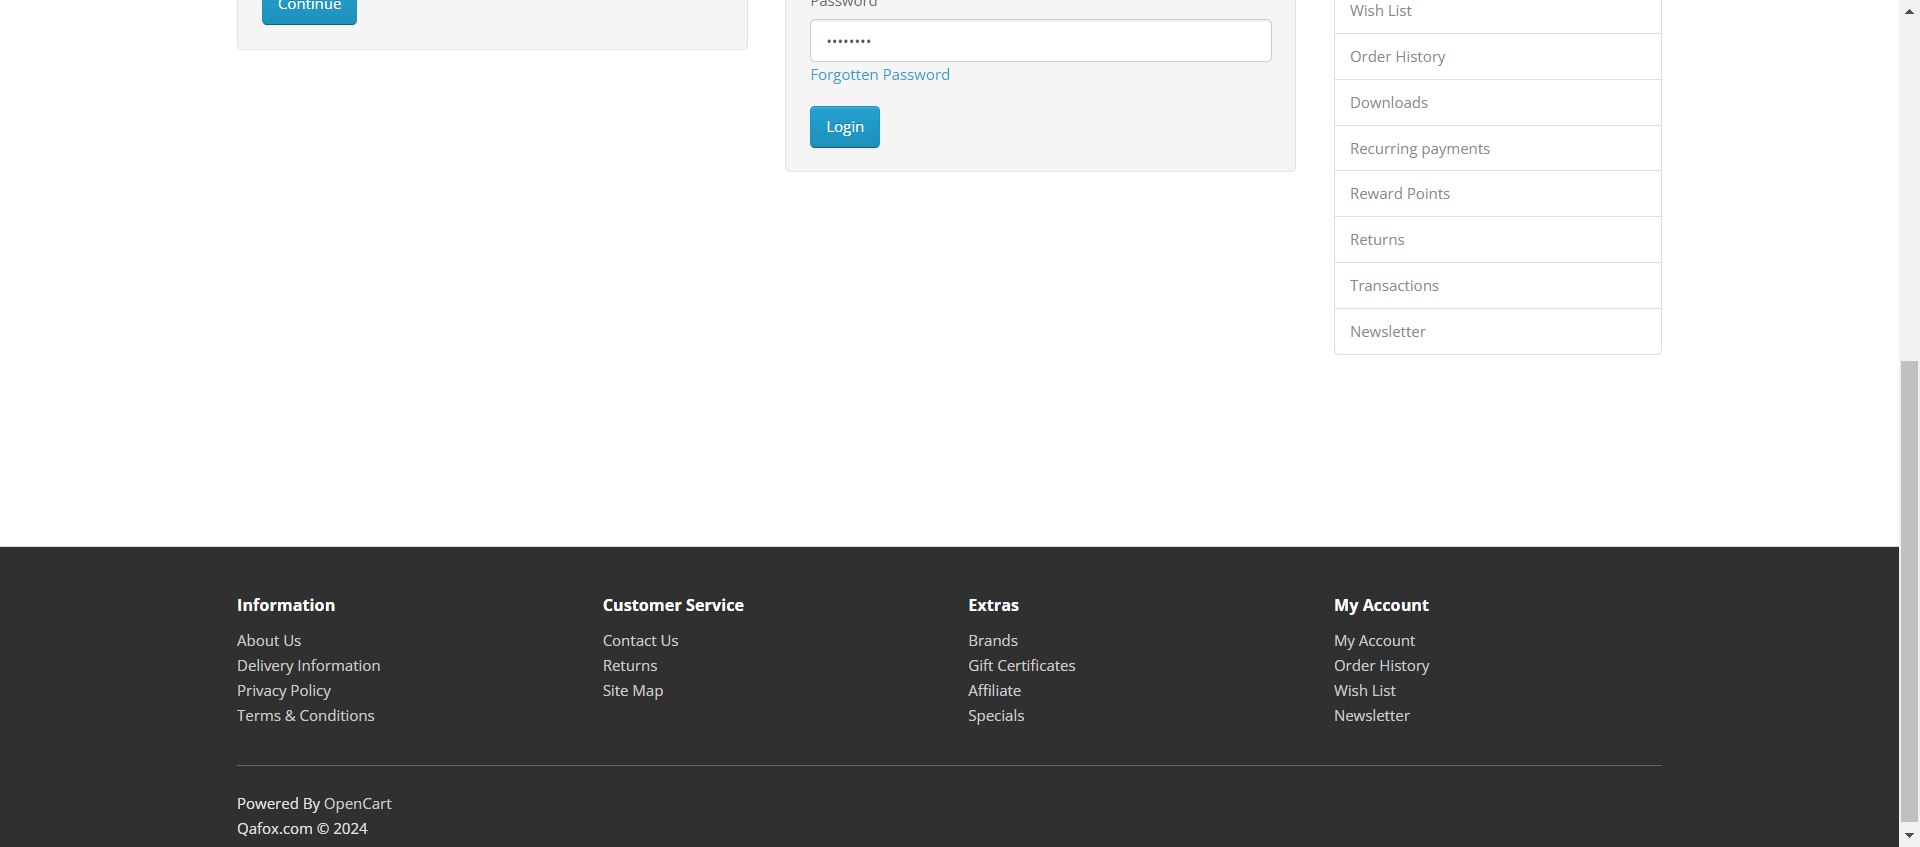 Continue
Password
••••••••
Forgotten Password
Login
Wish List
Order History
Downloads
Recurring payments
Reward Points
Returns
Transactions
Newsletter
Information
About Us
Delivery Information
Privacy Policy
Terms & Conditions
Customer Service
Contact Us
Returns
Site Map
Extras
Brands
Gift Certificates
Affiliate
Specials
My Account
My Account
Order History
Wish List
Newsletter
Powered By OpenCart
Qafox.com © 2024